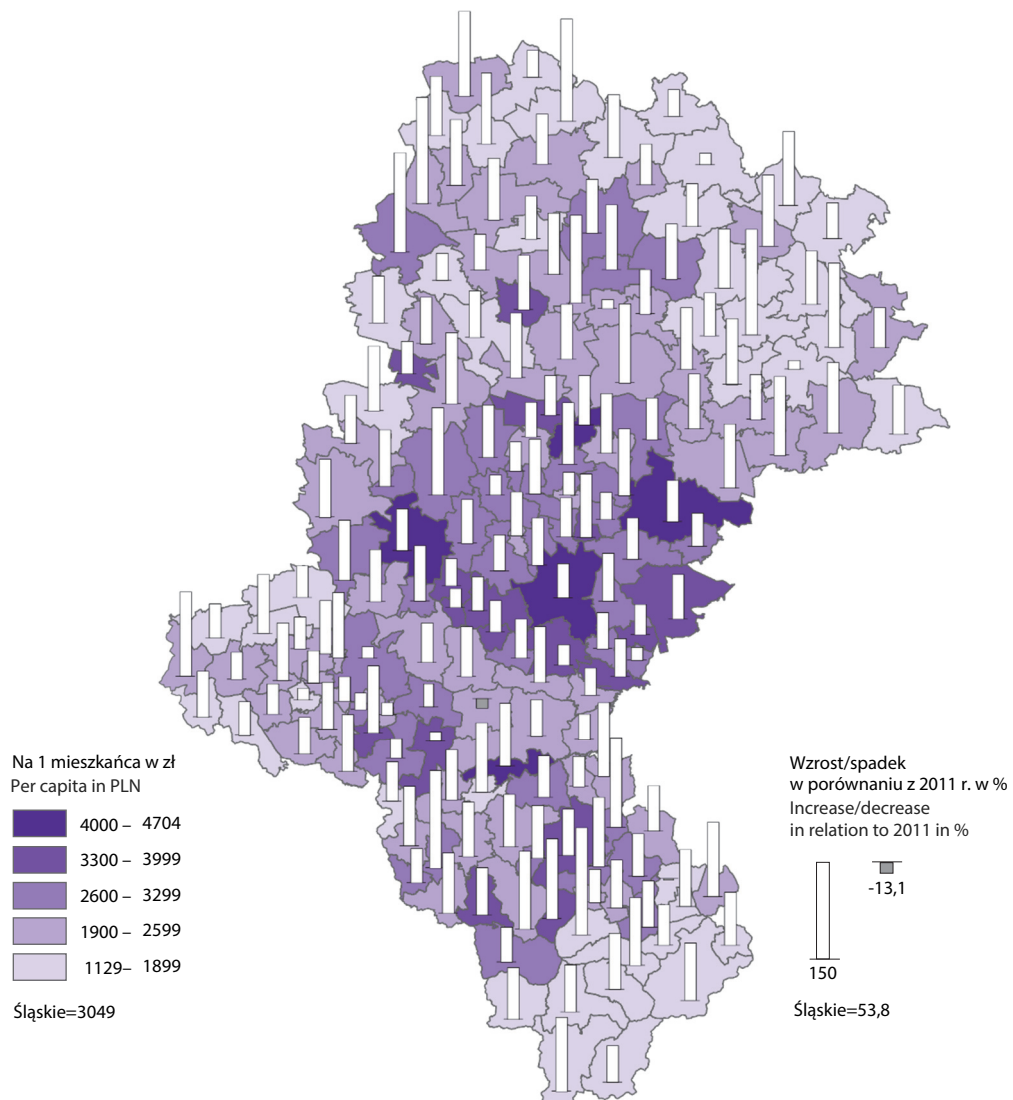 Na 1 mieszkańca w zł
Per capita in PLN
4000 – 4704
3300 – 3999
2600 – 3299
1900 – 2599
1129– 1899
Śląskie=3049
Wzrost/spadek
w porównaniu z 2011 r. w %
Increase/decrease
in relation to 2011 in %
-13,1
150
Śląskie=53,8